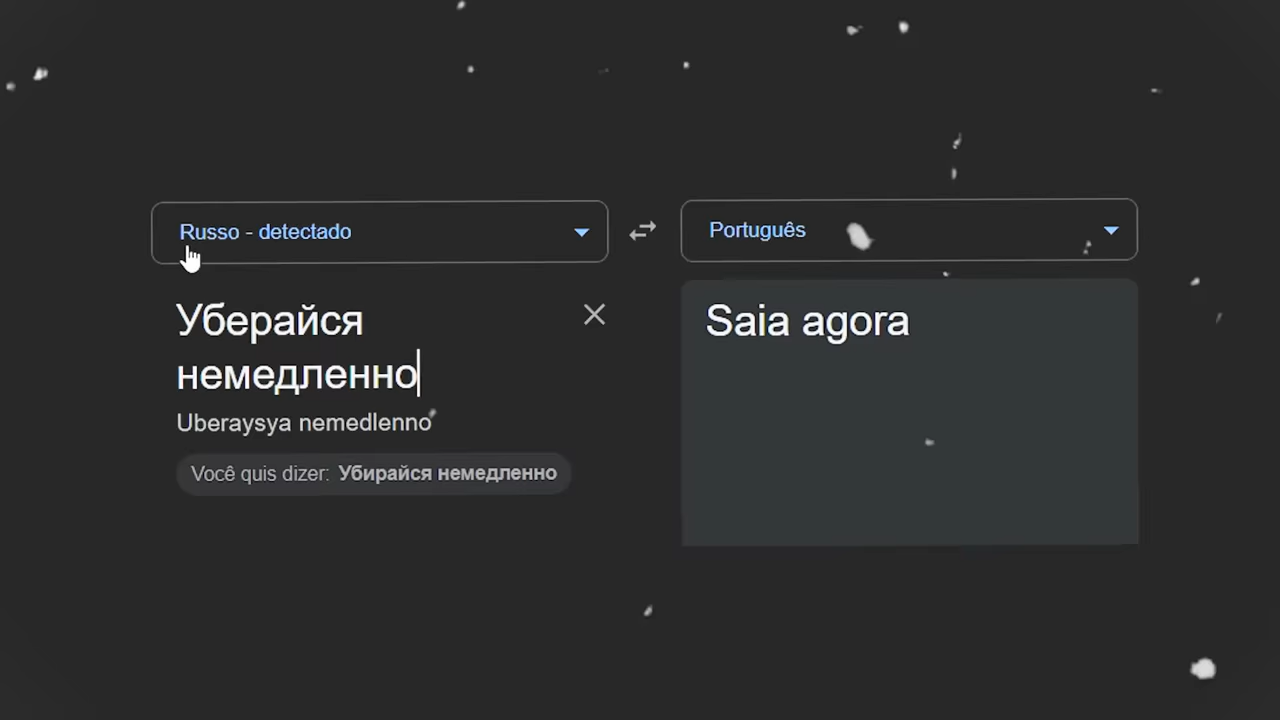 Russo - detectado
Português
Уберайся
немедленно
Uberaysya nemedlenno
Você quis dizer: Убирайся немедленно
Saia agora